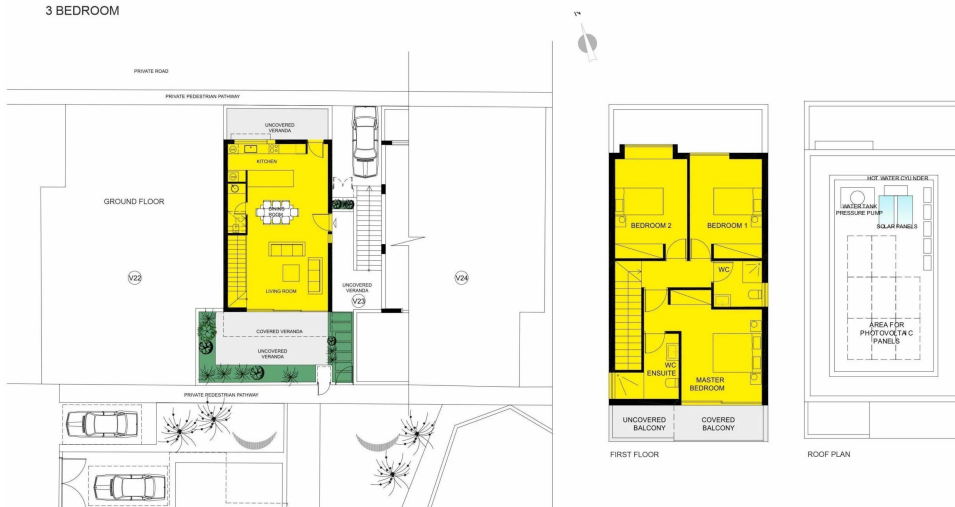 3 BEDROOM
PRIVATE ROAD
PRIVATE PEDESTRIAN PATHWAY
UNCOVERED
VERANDA
KITCHEN
GROUND FLOOR
DINING
ROOM
V22
LIVING ROOM
UNCOVERED
VERANDA
V23
V24
COVERED VERANDA
UNCOVERED
VERANDA
PRIVATE PEDESTRIAN PATHWAY
BEDROOM 2
BEDROOM 1
WC
WC
ENSUITE
MASTER
BEDROOM
UNCOVERED
BALCONY
COVERED
BALCONY
FIRST FLOOR
HOT WATER CYLINDER
WATER TANK
PRESSURE PUMP
SOLAR PANELS
AREA FOR
PHOTOVOLTAIC
PANELS
ROOF PLAN